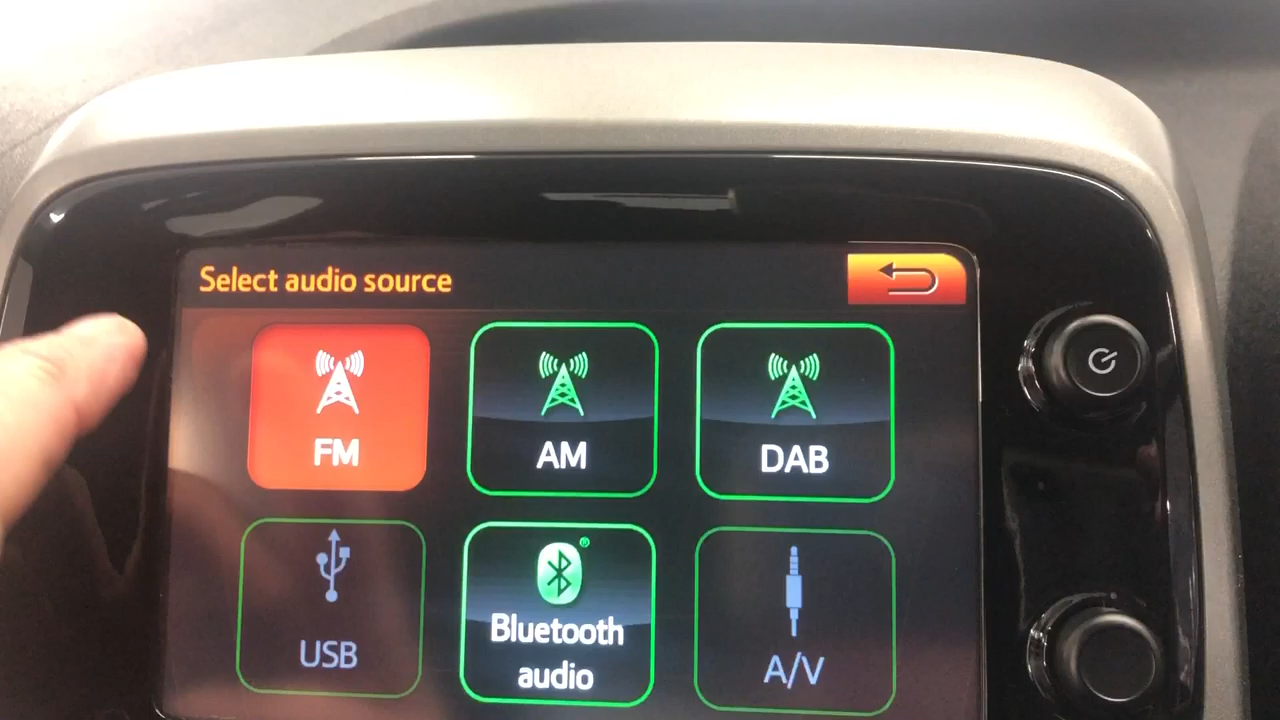 Select audio source
FM
AM
DAB
USB
Bluetooth
audio
A/V